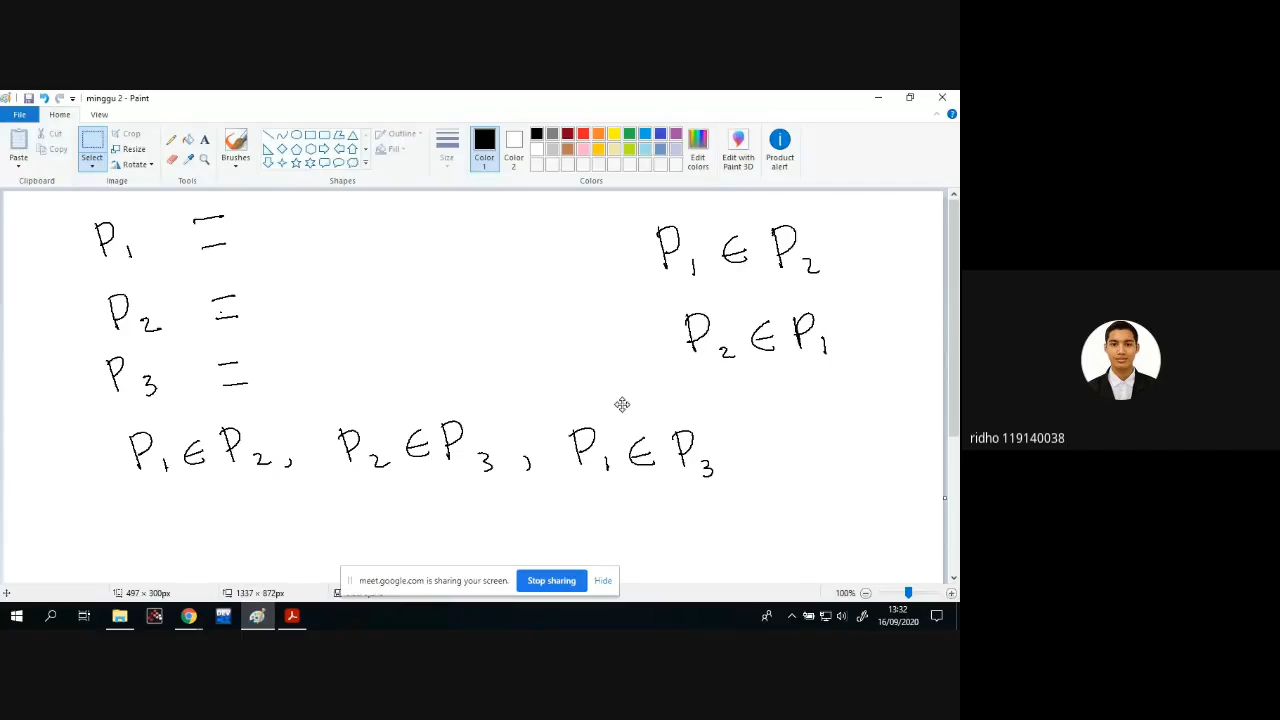 minggu 2 - Paint
File Home View
Paste Cut Copy Clipboard
Select Crop Resize Rotate Image
Tools
Brushes
Outline Fill Shapes
Size
Color 1 Color 2
Edit colors
Edit with Paint 3D
Product alert
Colors
P1 =
P2 =
P3 =
P1 ∈ P2
P2 ∈ P1
P1 ∈ P2, P2 ∈ P3, P1 ∈ P3
meet.google.com is sharing your screen. Stop sharing Hide
497 × 300px 1337 × 872px 100%
DEV
13:32
16/09/2020
ridho 119140038